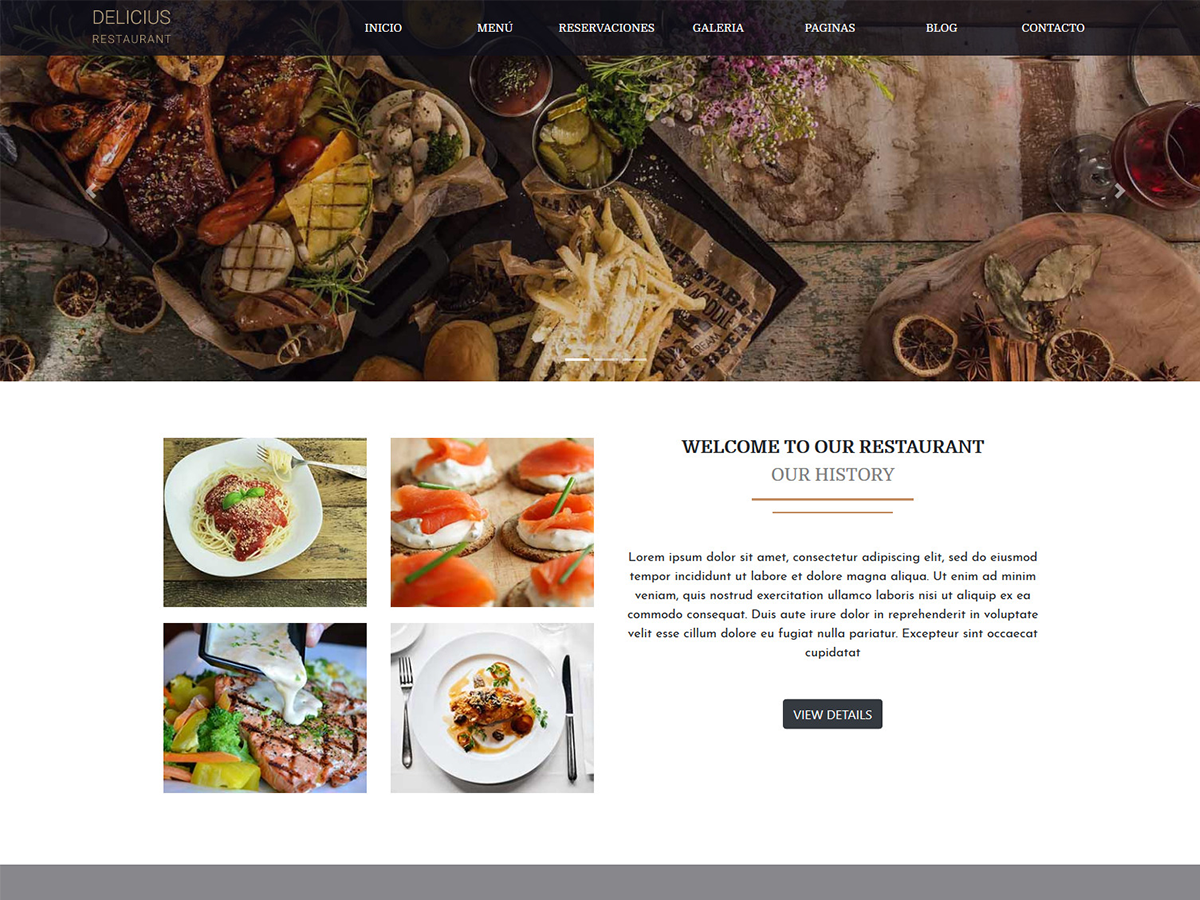 DELICIUS
RESTAURANT
INICIO MENÚ RESERVACIONES GALERIA PAGINAS BLOG CONTACTO
WELCOME TO OUR RESTAURANT
OUR HISTORY
Lorem ipsum dolor sit amet, consectetur adipiscing elit, sed do eiusmod
tempor incididunt ut labore et dolore magna aliqua. Ut enim ad minim
veniam, quis nostrud exercitation ullamco laboris nisi ut aliquip ex ea
commodo consequat. Duis aute irure dolor in reprehenderit in voluptate
velit esse cillum dolore eu fugiat nulla pariatur. Excepteur sint occaecat
cupidatat
VIEW DETAILS